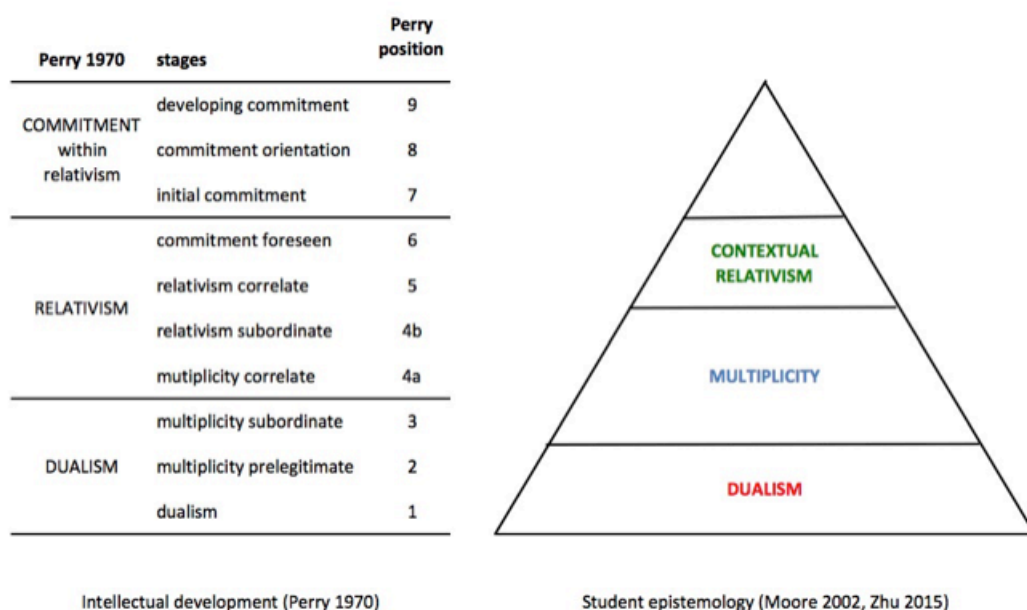 Perry 1970 stages Perry position
COMMITMENT within relativism
developing commitment 9
commitment orientation 8
initial commitment 7
RELATIVISM
commitment foreseen 6
relativism correlate 5
relativism subordinate 4b
mutiplicity correlate 4a
DUALISM
multiplicity subordinate 3
multiplicity prelegitimate 2
dualism 1
Intellectual development (Perry 1970)
CONTEXTUAL
RELATIVISM
MULTIPLICITY
DUALISM
Student epistemology (Moore 2002, Zhu 2015)